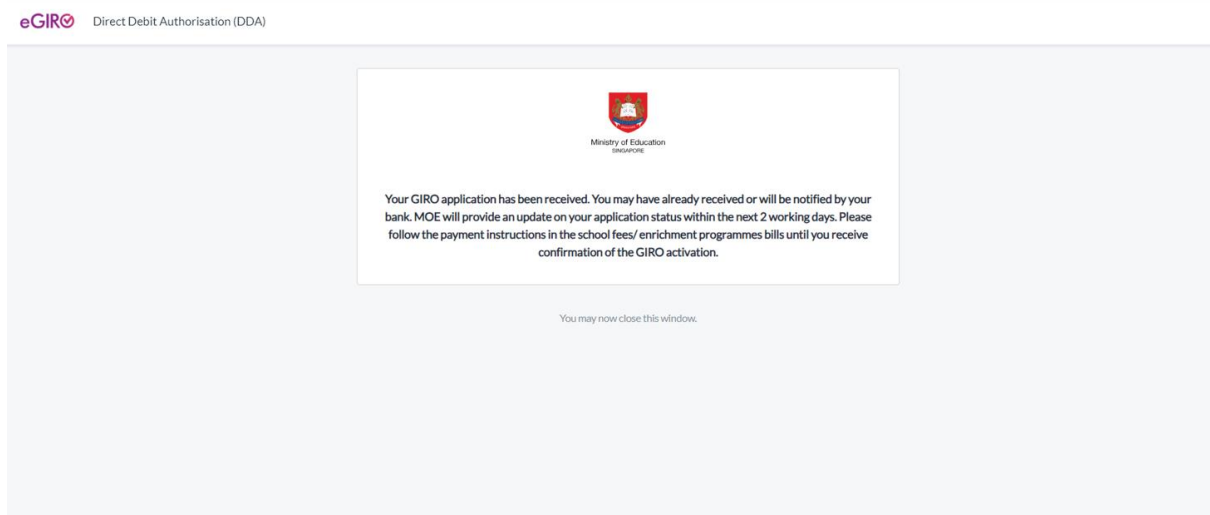 eGIRO Direct Debit Authorisation (DDA)
Ministry of Education
SINGAPORE
Your GIRO application has been received. You may have already received or will be notified by your
bank. MOE will provide an update on your application status within the next 2 working days. Please
follow the payment instructions in the school fees/ enrichment programmes bills until you receive
confirmation of the GIRO activation.
You may now close this window.